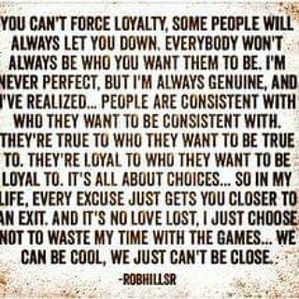 YOU CAN'T FORCE LOYALTY, SOME PEOPLE WILL
ALWAYS LET YOU DOWN. EVERYBODY WON'T
ALWAYS BE WHO YOU WANT THEM TO BE. I'M
NEVER PERFECT, BUT I'M ALWAYS GENUINE, AND
I'VE REALIZED... PEOPLE ARE CONSISTENT WITH
WHO THEY WANT TO BE CONSISTENT WITH.
THEY'RE TRUE TO WHO THEY WANT TO BE TRUE
TO. THEY'RE LOYAL TO WHO THEY WANT TO BE
LOYAL TO. IT'S ALL ABOUT CHOICES... SO IN MY
LIFE, EVERY EXCUSE JUST GETS YOU CLOSER TO
AN EXIT. AND IT'S NO LOVE LOST, I JUST CHOOSE
NOT TO WASTE MY TIME WITH THE GAMES... WE
CAN BE COOL, WE JUST CAN'T BE CLOSE.
-ROBHILLSR